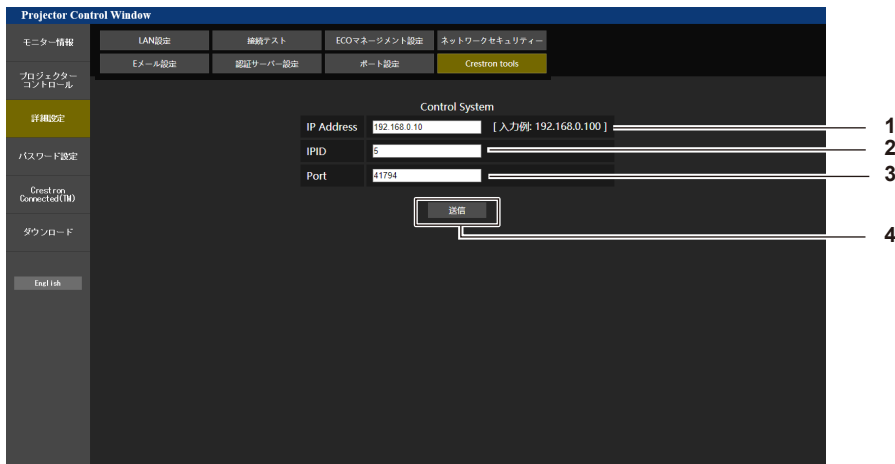 Projector Control Window
モニター情報
プロジェクター
コントロール
詳細設定
パスワード設定
Crestron
Connected(TM)
ダウンロード
English
LAN設定
接続テスト
ECOマネージメント設定
ネットワークセキュリティー
Eメール設定
認証サーバー設定
ポート設定
Crestron tools
Control System
IP Address 192.168.0.10 [ 入力例: 192.168.0.100 ]
IPID 5
Port 41794
送信
1
2
3
4